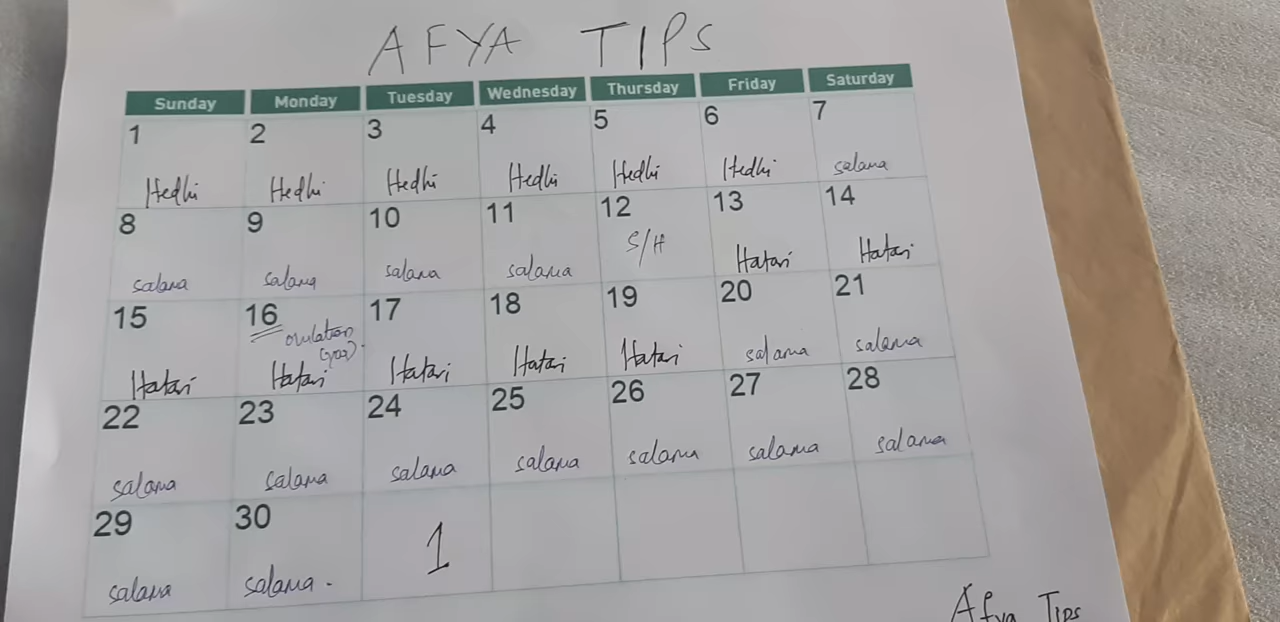 AFYA TIPS
Sunday Monday Tuesday Wednesday Thursday Friday Saturday
1 2 3 4 5 6 7
Hedhi Hedhi Hedhi Hedhi Hedhi Hedhi salama
8 9 10 11 12 13 14
salama salama salama salama S/H Hatari Hatari
15 16 17 18 19 20 21
ovulation
Hatari Hatari Hatari Hatari Hatari salama salama
22 23 24 25 26 27 28
salama salama salama salama salama salama salama
29 30 1
salama salama.
Afya Tips